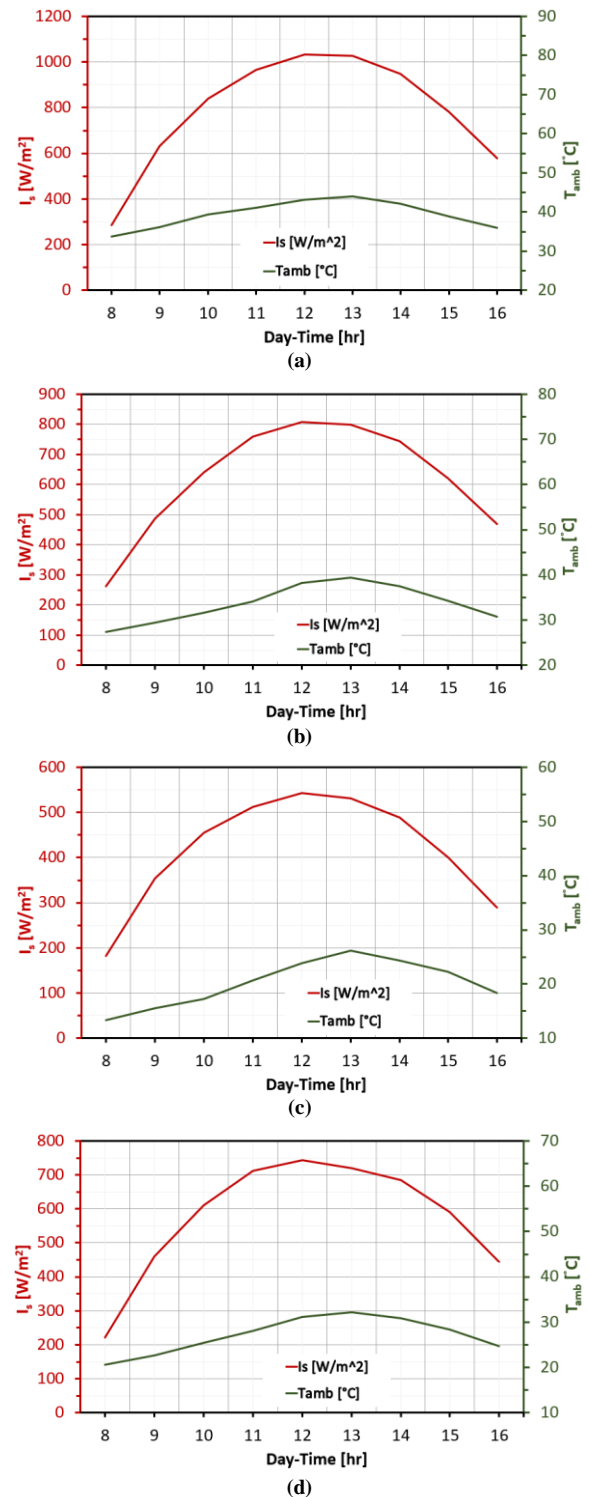 1200
1000
800
600
400
200
0
I_s [W/m²]
90
80
70
60
50
40
30
20
T_amb [°C]
Is [W/m^2]
Tamb [°C]
8 9 10 11 12 13 14 15 16
Day-Time [hr]
(a)
900
800
700
600
500
400
300
200
100
0
I_s [W/m²]
80
70
60
50
40
30
20
T_amb [°C]
Is [W/m^2]
Tamb [°C]
8 9 10 11 12 13 14 15 16
Day-Time [hr]
(b)
600
500
400
300
200
100
0
I_s [W/m²]
60
50
40
30
20
10
T_amb [°C]
Is [W/m^2]
Tamb [°C]
8 9 10 11 12 13 14 15 16
Day-Time [hr]
(c)
800
700
600
500
400
300
200
100
0
I_s [W/m²]
70
60
50
40
30
20
10
T_amb [°C]
Is [W/m^2]
Tamb [°C]
8 9 10 11 12 13 14 15 16
Day-Time [hr]
(d)